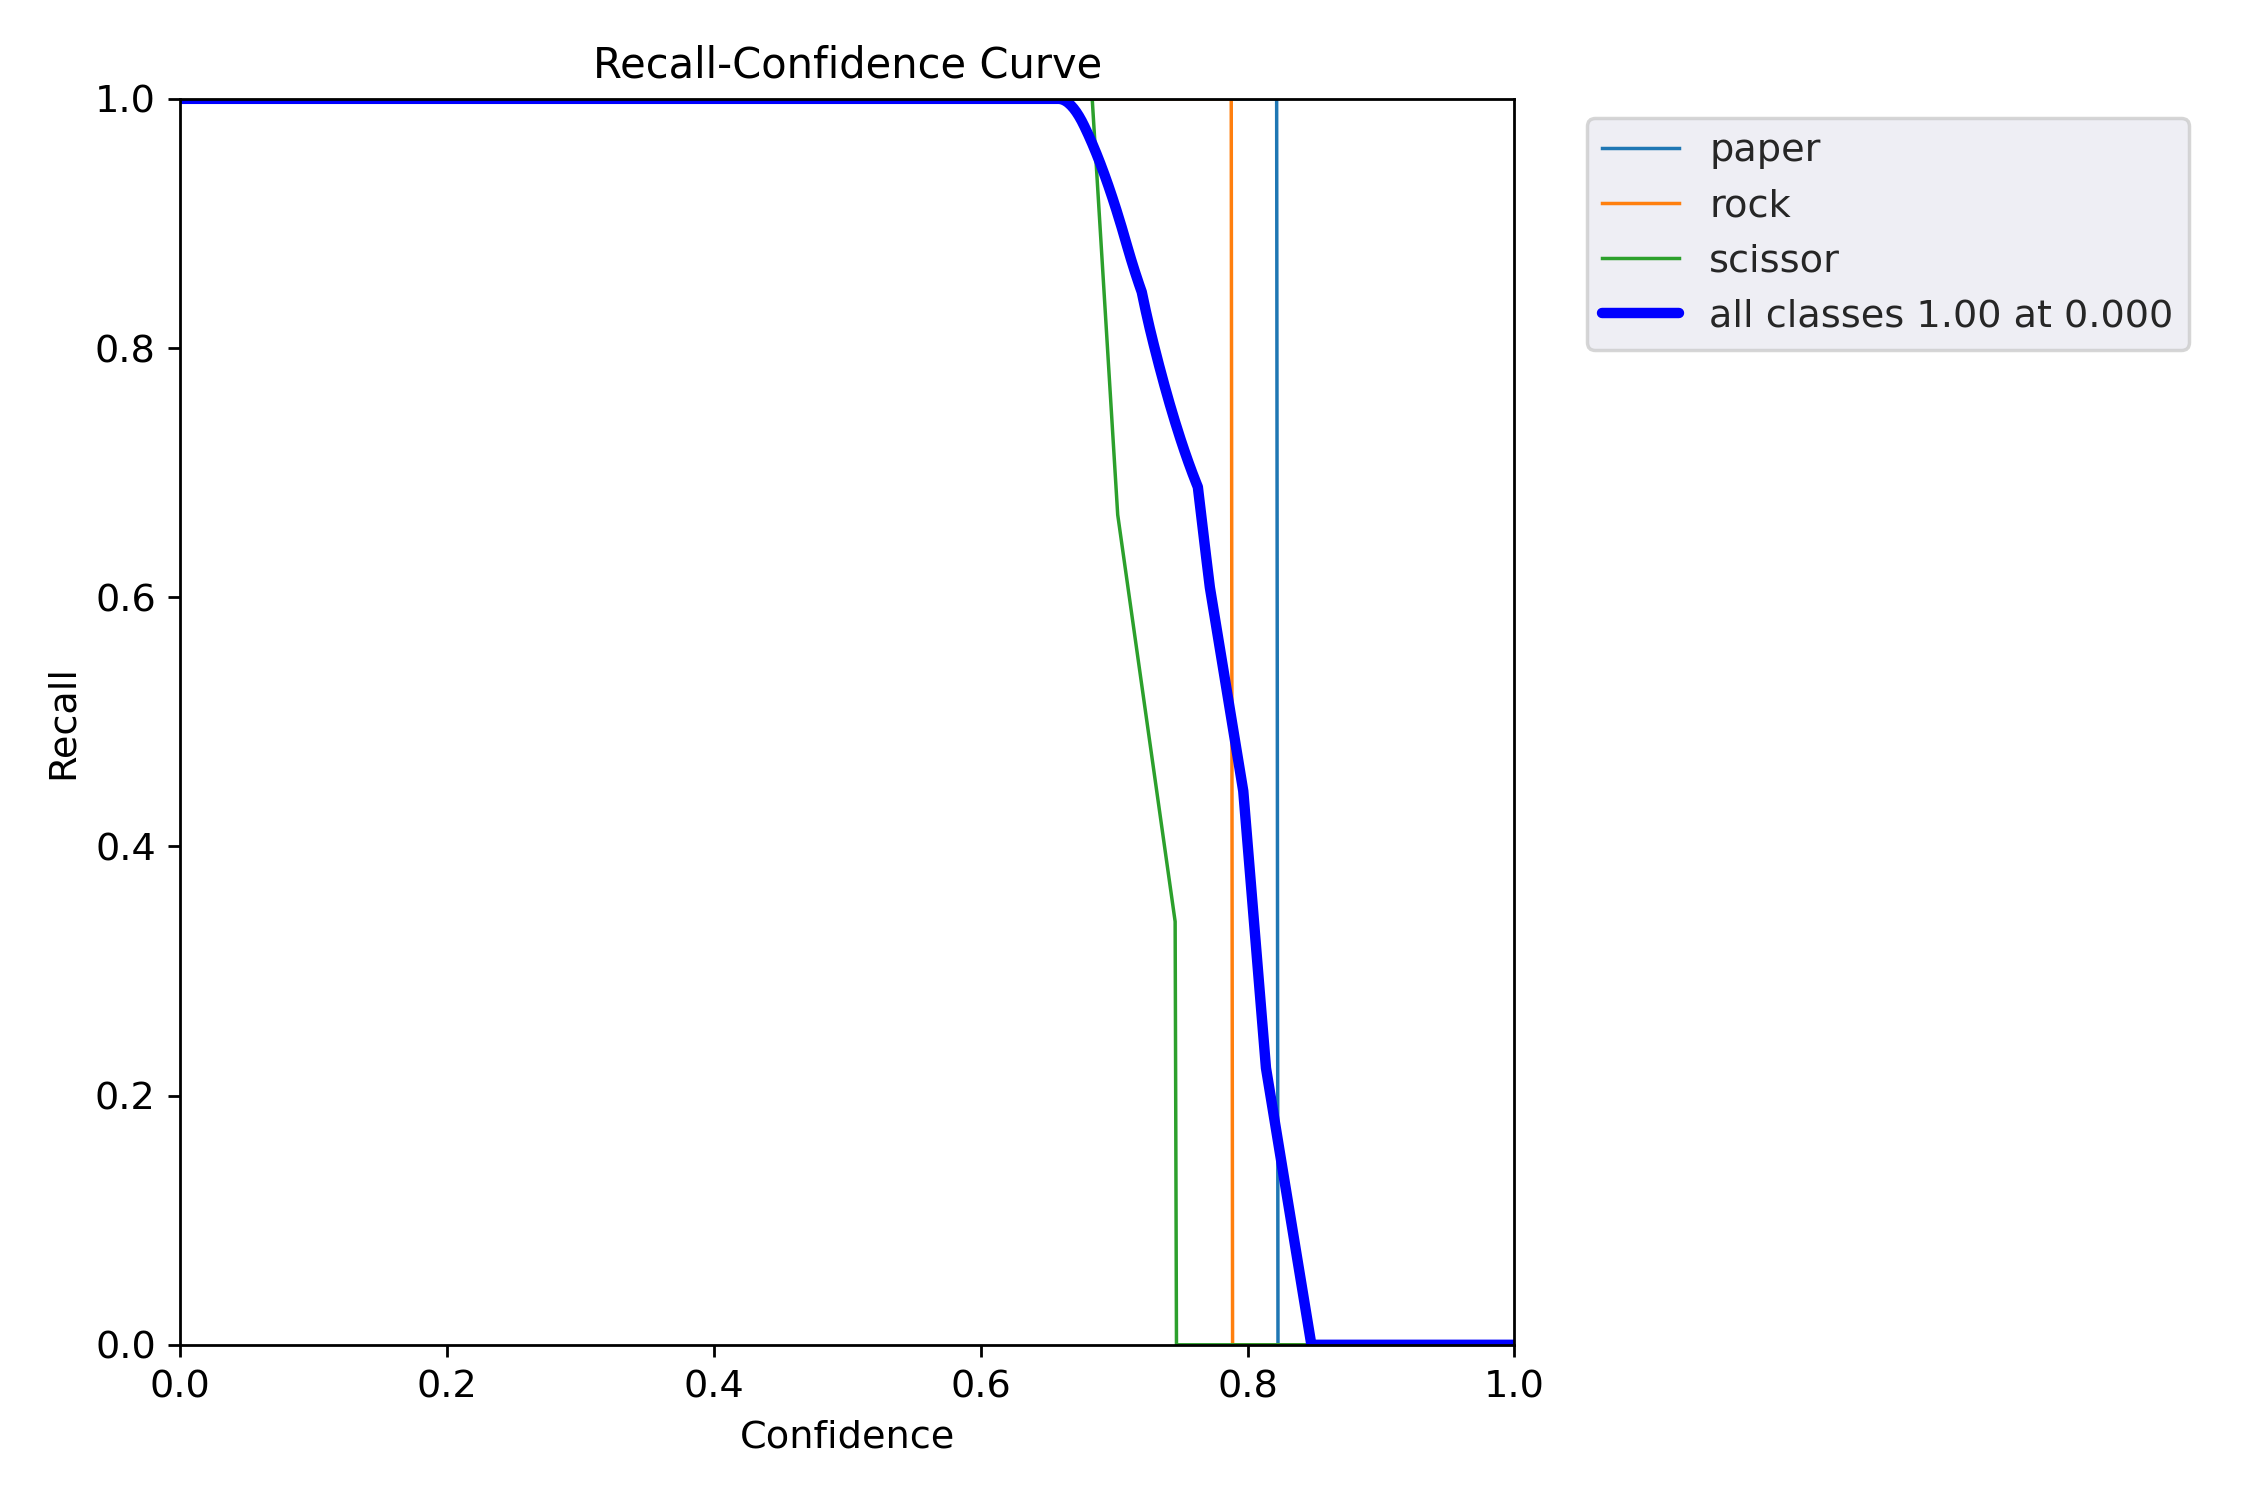 Recall-Confidence Curve
1.0
0.8
0.6
0.4
0.2
0.0
Recall
0.0 0.2 0.4 0.6 0.8 1.0
Confidence
paper
rock
scissor
all classes 1.00 at 0.000